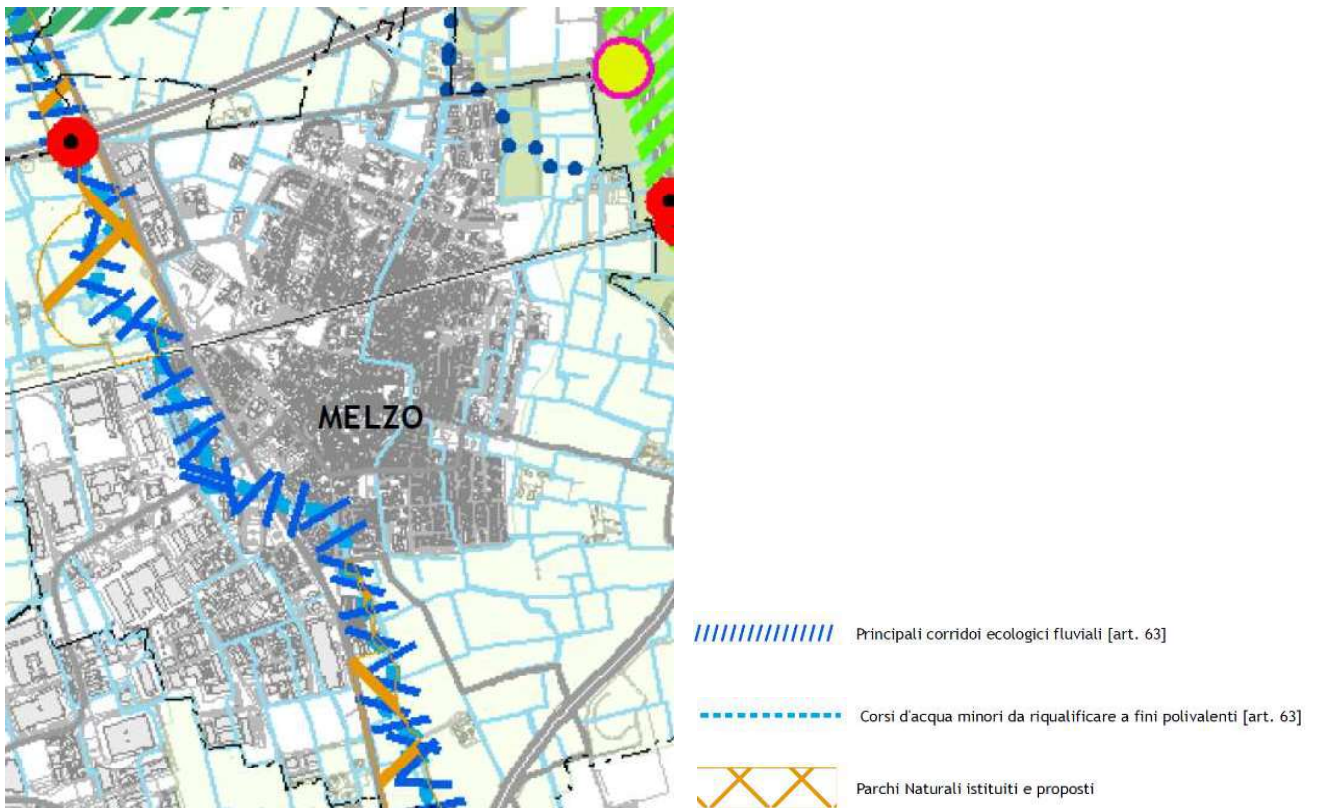 MELZO
Principali corridoi ecologici fluviali [art. 63]
Corsi d'acqua minori da riqualificare a fini polivalenti [art. 63]
Parchi Naturali istituiti e proposti